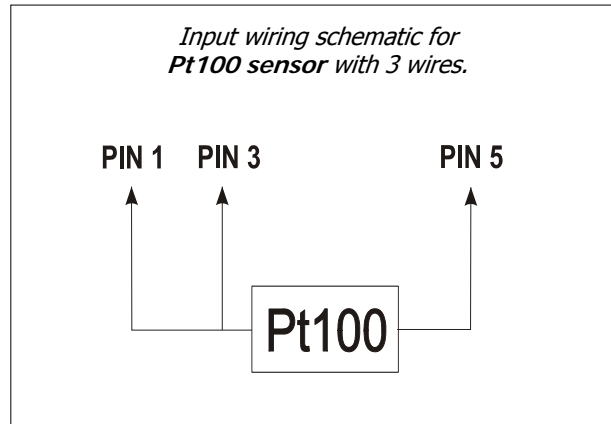 Input wiring schematic for
Pt100 sensor with 3 wires.
PIN 1 PIN 3 PIN 5
Pt100